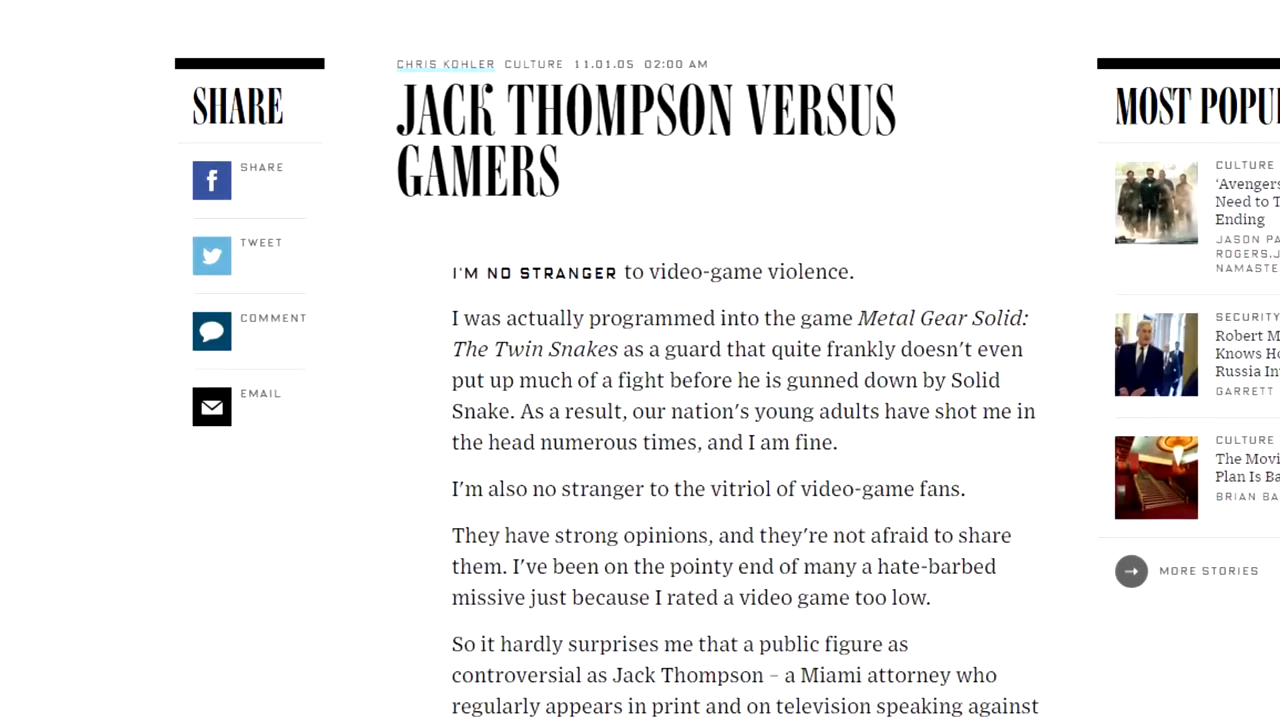 SHARE
SHARE
TWEET
COMMENT
EMAIL
CHRIS KOHLER CULTURE 11.01.05 02:00 AM
JACK THOMPSON VERSUS
GAMERS
I'M NO STRANGER to video-game violence.
I was actually programmed into the game Metal Gear Solid:
The Twin Snakes as a guard that quite frankly doesn't even
put up much of a fight before he is gunned down by Solid
Snake. As a result, our nation's young adults have shot me in
the head numerous times, and I am fine.
I'm also no stranger to the vitriol of video-game fans.
They have strong opinions, and they're not afraid to share
them. I've been on the pointy end of many a hate-barbed
missive just because I rated a video game too low.
So it hardly surprises me that a public figure as
controversial as Jack Thompson – a Miami attorney who
regularly appears in print and on television speaking against
MOST POPU
CULTURE
'Avengers
Need to T
Ending
JASON PA
ROGERS,J
NAMASTE
SECURITY
Robert M
Knows Ho
Russia In
GARRETT
CULTURE
The Movi
Plan Is Ba
BRIAN BA
MORE STORIES